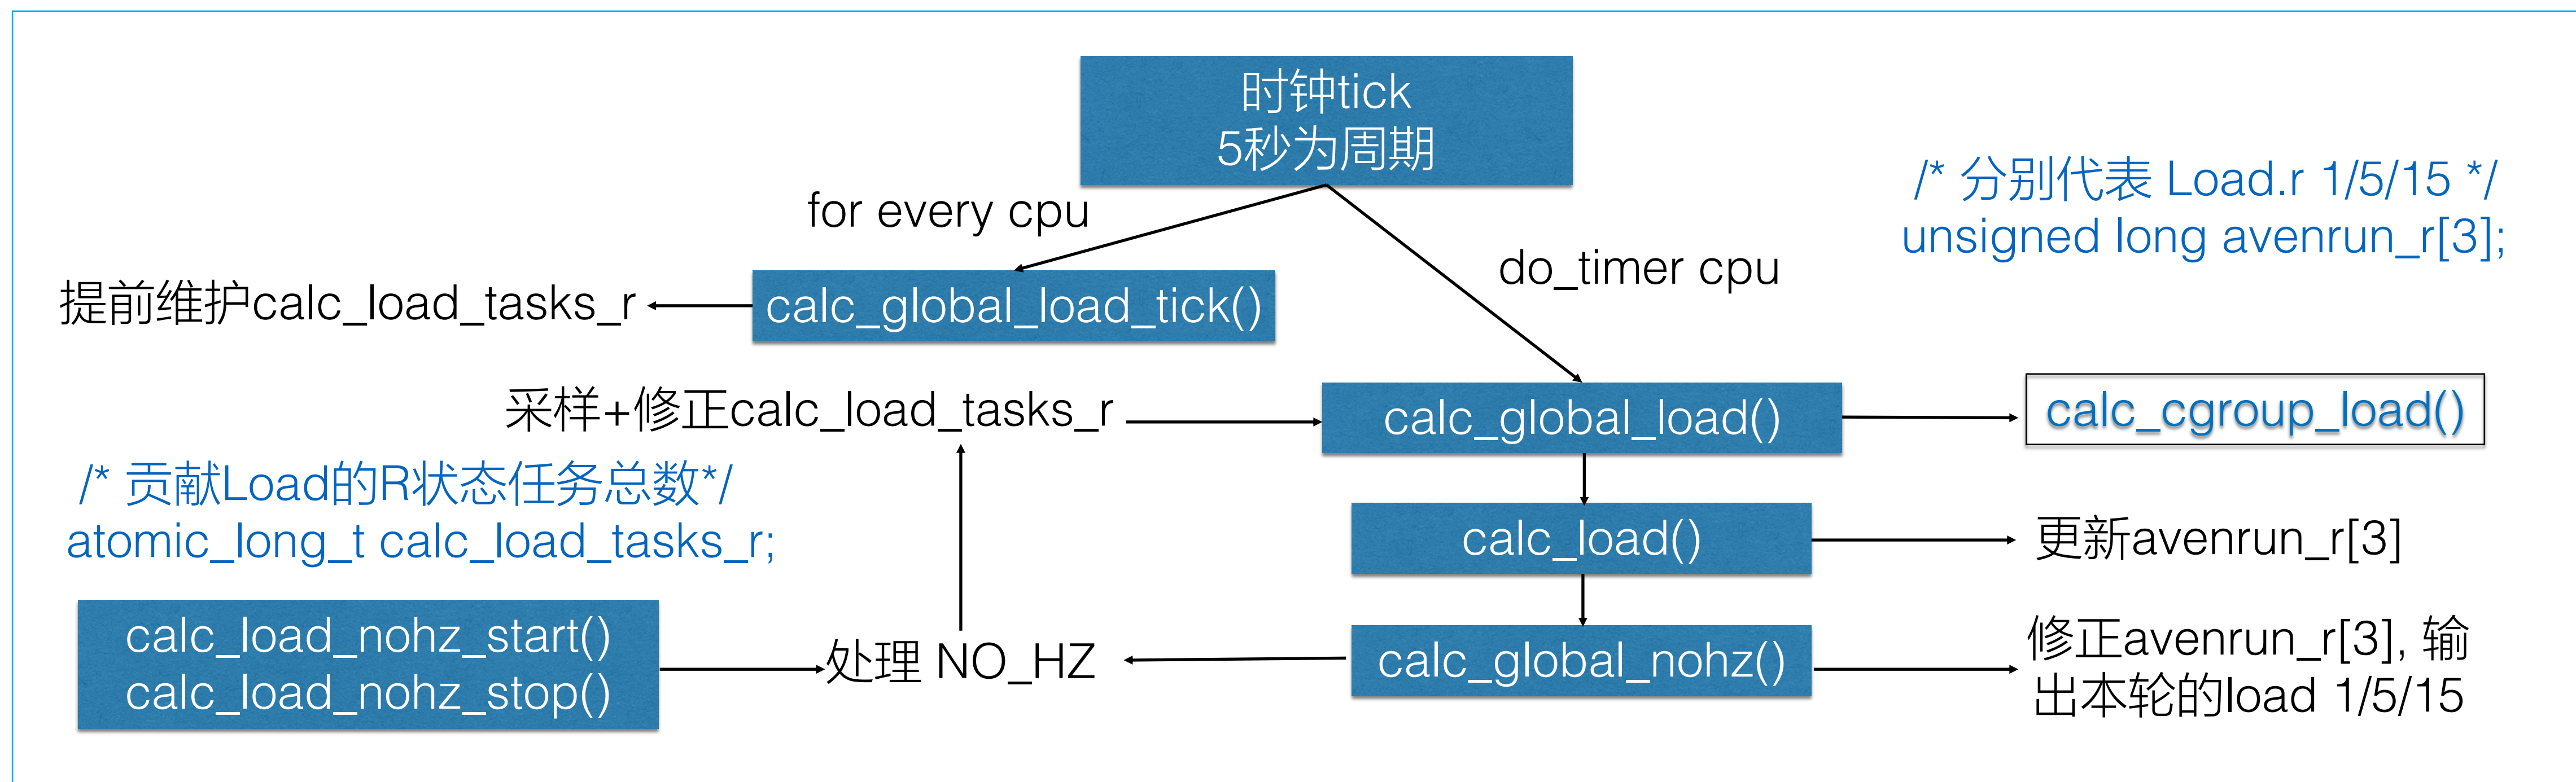 时钟tick
5秒为周期
/* 分别代表 Load.r 1/5/15 */
unsigned long avenrun_r[3];
for every cpu
do_timer cpu
提前维护calc_load_tasks_r
calc_global_load_tick()
采样+修正calc_load_tasks_r
calc_global_load()
calc_cgroup_load()
/* 贡献Load的R状态任务总数*/
atomic_long_t calc_load_tasks_r;
calc_load()
更新avenrun_r[3]
calc_load_nohz_start()
calc_load_nohz_stop()
处理 NO_HZ
calc_global_nohz()
修正avenrun_r[3], 输
出本轮的load 1/5/15